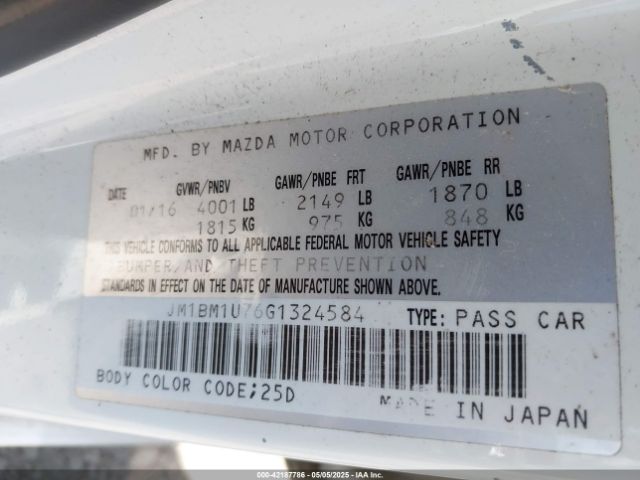 MFD. BY MAZDA MOTOR CORPORATION
DATE GVWR/PNBV GAWR/PNBE FRT GAWR/PNBE RR
01/16 4001 LB 2149 LB 1870 LB
1815 KG 975 KG 848 KG
THIS VEHICLE CONFORMS TO ALL APPLICABLE FEDERAL MOTOR VEHICLE SAFETY
,BUMPER,AND THEFT PREVENTION
STANDARDS IN EFFECT ON THE DATE OF MANUFACTURE SHOWN ABOVE.
JM1BM1U76G1324584 TYPE: PASS CAR
BODY COLOR CODE;25D MADE IN JAPAN
000-42187786 - 05/05/2025 - IAA Inc.